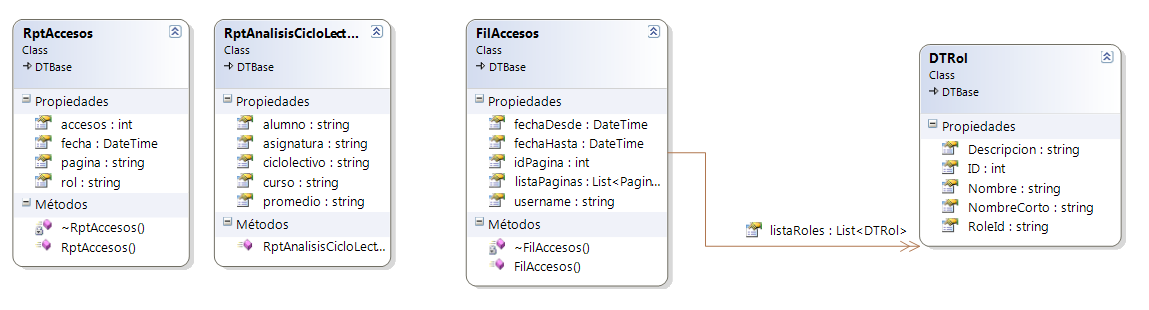 RptAccesos
Class
DTBase
Propiedades
accesos : int
fecha : DateTime
pagina : string
rol : string
Métodos
~RptAccesos()
RptAccesos()
RptAnalisisCicloLect...
Class
DTBase
Propiedades
alumno : string
asignatura : string
ciclolectivo : string
curso : string
promedio : string
Métodos
RptAnalisisCicloLect...
FilAccesos
Class
DTBase
Propiedades
fechaDesde : DateTime
fechaHasta : DateTime
idPagina : int
listaPaginas : List<Pagin...
username : string
Métodos
~FilAccesos()
FilAccesos()
listaRoles : List<DTRol>
DTRol
Class
DTBase
Propiedades
Descripcion : string
ID : int
Nombre : string
NombreCorto : string
RoleId : string